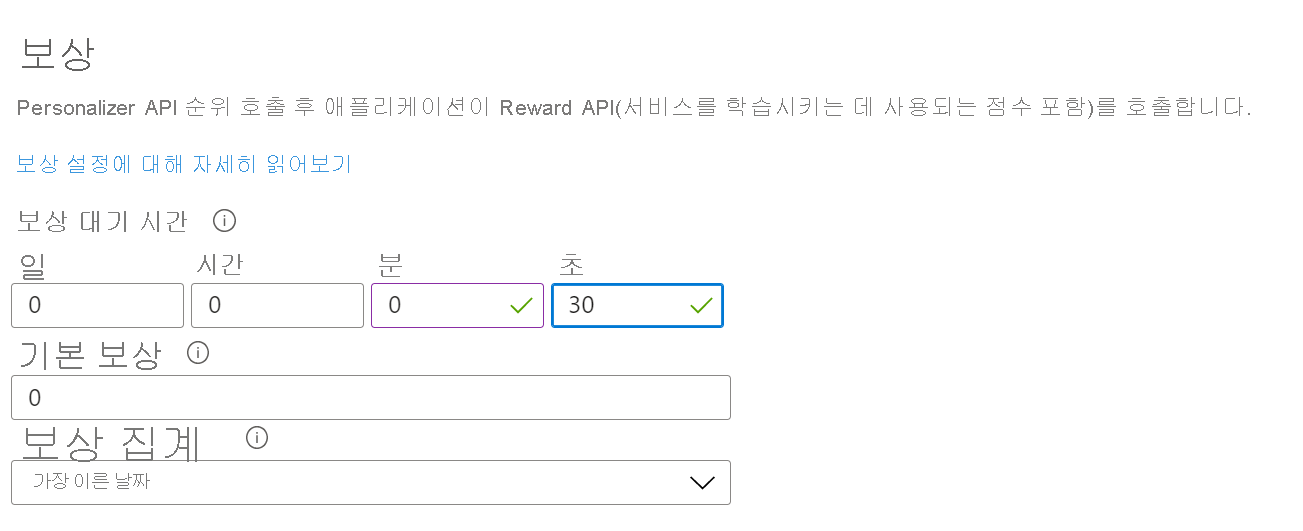 보상
Personalizer API 순위 호출 후 애플리케이션이 Reward API(서비스를 학습시키는 데 사용되는 점수 포함)를 호출합니다.
보상 설정에 대해 자세히 읽어보기
보상 대기 시간
일 시간 분 초
0 0 0 30
기본 보상
0
보상 집계
가장 이른 날짜